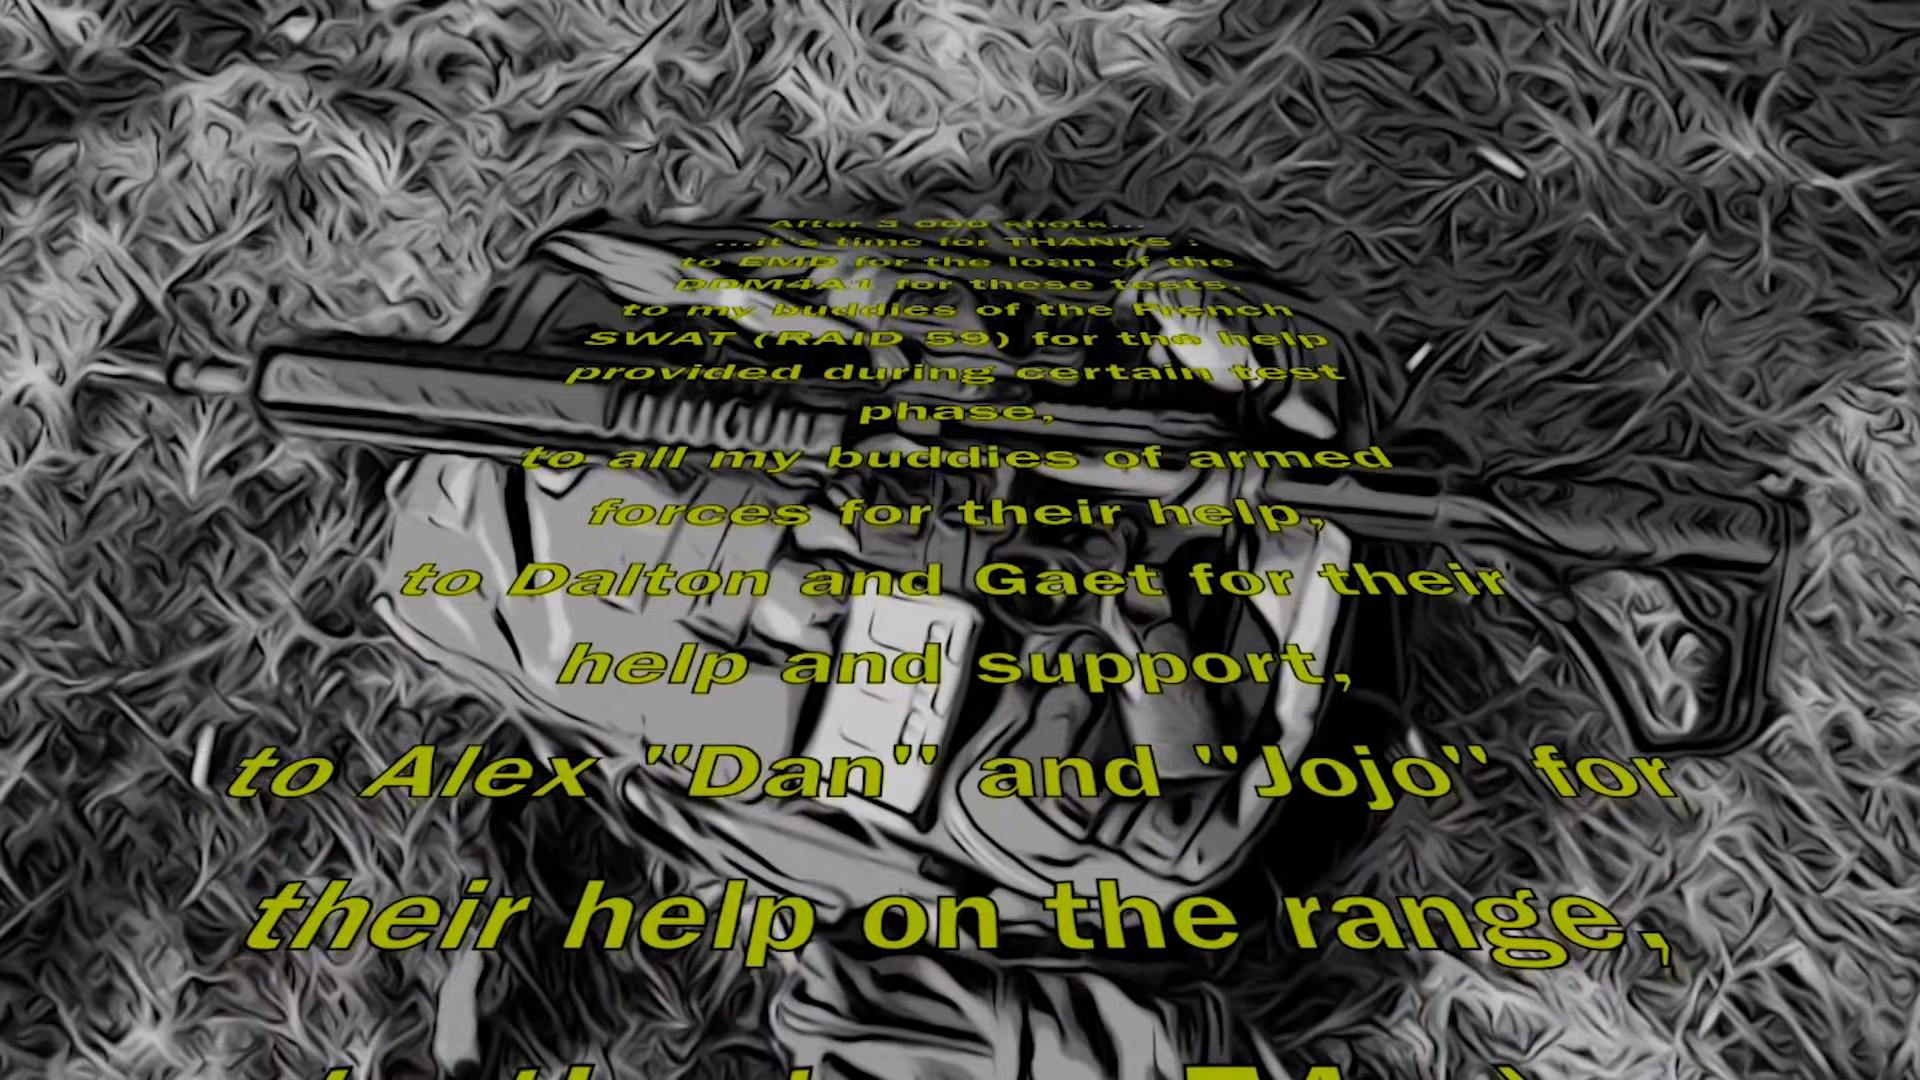 After 3 000 shots...
...it's time for THANKS :
to EMD for the loan of the
DDM4A1 for these tests,
to my buddies of the French
SWAT (RAID 59) for the help
provided during certain test
phase,
to all my buddies of armed
forces for their help,
to Dalton and Gaet for their
help and support,
to Alex "Dan" and "Jojo" for
their help on the range,